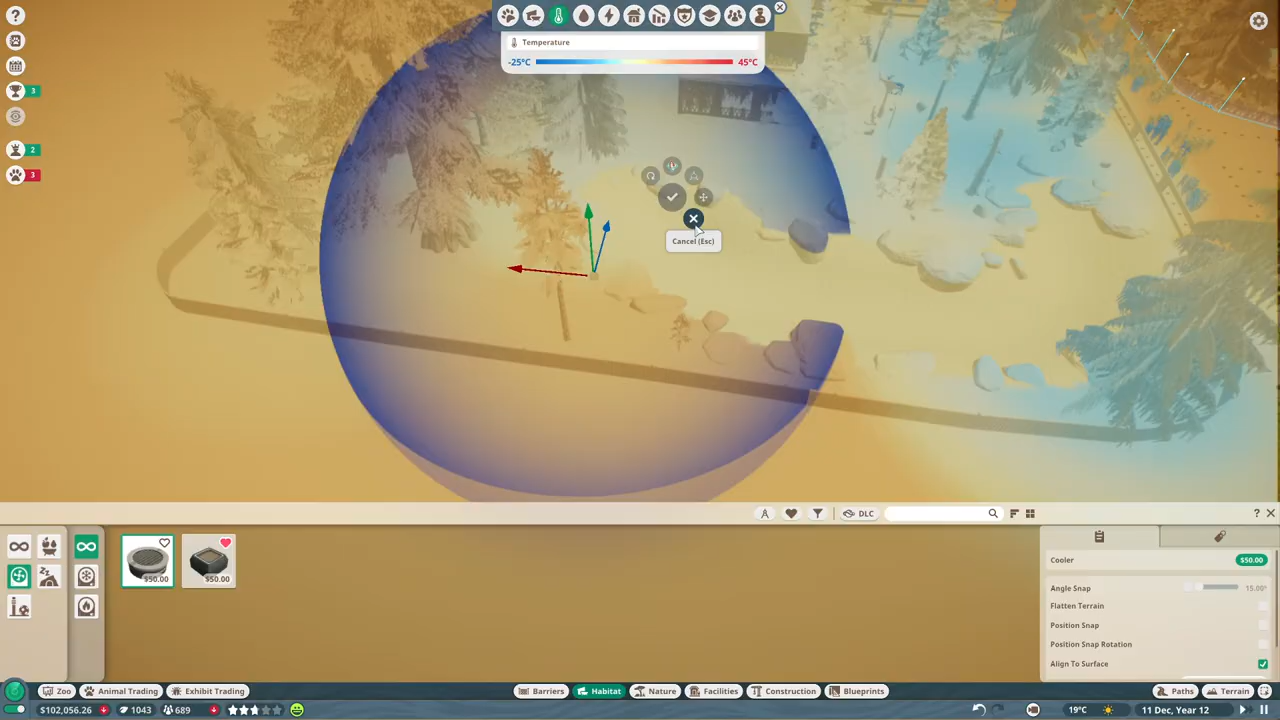 Temperature
-25°C 45°C
3
2
3
Cancel (Esc)
DLC
?
$50.00
$50.00
Cooler $50.00
Angle Snap 15.00°
Flatten Terrain
Position Snap
Position Snap Rotation
Align To Surface
Zoo Animal Trading Exhibit Trading Barriers Habitat Nature Facilities Construction Blueprints Paths Terrain
$102,056.26 1043 689 19°C 11 Dec, Year 12